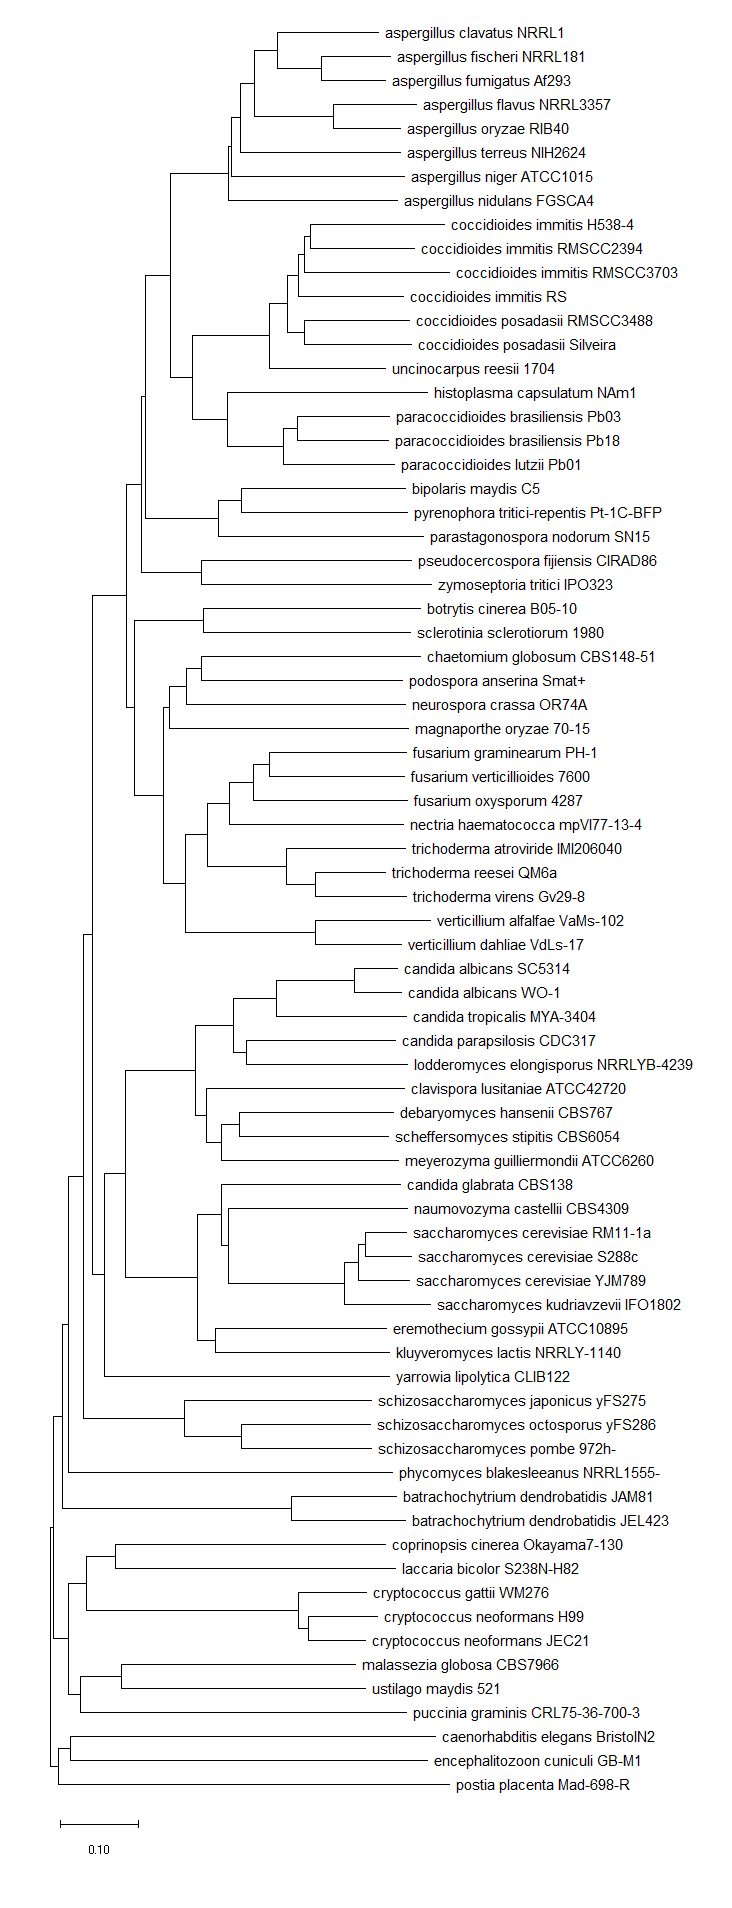 aspergillus clavatus NRRL1
aspergillus fischeri NRRL181
aspergillus fumigatus Af293
aspergillus flavus NRRL3357
aspergillus oryzae RIB40
aspergillus terreus NIH2624
aspergillus niger ATCC1015
aspergillus nidulans FGSCA4
coccidioides immitis H538-4
coccidioides immitis RMSCC2394
coccidioides immitis RMSCC3703
coccidioides immitis RS
coccidioides posadasii RMSCC3488
coccidioides posadasii Silveira
uncinocarpus reesii 1704
histoplasma capsulatum NAm1
paracoccidioides brasiliensis Pb03
paracoccidioides brasiliensis Pb18
paracoccidioides lutzii Pb01
bipolaris maydis C5
pyrenophora tritici-repentis Pt-1C-BFP
parastagonospora nodorum SN15
pseudocercospora fijiensis CIRAD86
zymoseptoria tritici IPO323
botrytis cinerea B05-10
sclerotinia sclerotiorum 1980
chaetomium globosum CBS148-51
podospora anserina Smat+
neurospora crassa OR74A
magnaporthe oryzae 70-15
fusarium graminearum PH-1
fusarium verticillioides 7600
fusarium oxysporum 4287
nectria haematococca mpVI77-13-4
trichoderma atroviride IMI206040
trichoderma reesei QM6a
trichoderma virens Gv29-8
verticillium alfalfae VaMs-102
verticillium dahliae VdLs-17
candida albicans SC5314
candida albicans WO-1
candida tropicalis MYA-3404
candida parapsilosis CDC317
lodderomyces elongisporus NRRLYB-4239
clavispora lusitaniae ATCC42720
debaryomyces hansenii CBS767
scheffersomyces stipitis CBS6054
meyerozyma guilliermondii ATCC6260
candida glabrata CBS138
naumovozyma castellii CBS4309
saccharomyces cerevisiae RM11-1a
saccharomyces cerevisiae S288c
saccharomyces cerevisiae YJM789
saccharomyces kudriavzevii IFO1802
eremothecium gossypii ATCC10895
kluyveromyces lactis NRRLY-1140
yarrowia lipolytica CLIB122
schizosaccharomyces japonicus yFS275
schizosaccharomyces octosporus yFS286
schizosaccharomyces pombe 972h-
phycomyces blakesleeanus NRRL1555-
batrachochytrium dendrobatidis JAM81
batrachochytrium dendrobatidis JEL423
coprinopsis cinerea Okayama7-130
laccaria bicolor S238N-H82
cryptococcus gattii WM276
cryptococcus neoformans H99
cryptococcus neoformans JEC21
malassezia globosa CBS7966
ustilago maydis 521
puccinia graminis CRL75-36-700-3
caenorhabditis elegans BristolN2
encephalitozoon cuniculi GB-M1
postia placenta Mad-698-R
0.10